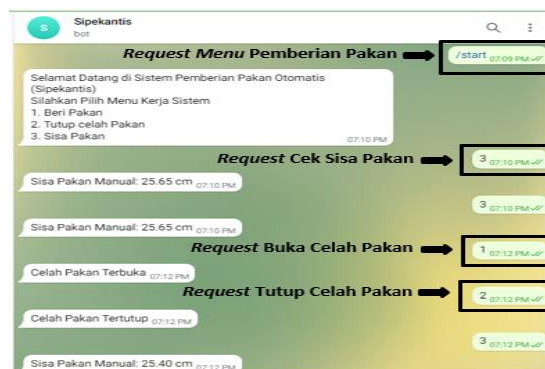 S
Sipekantis
bot
Request Menu Pemberian Pakan
/start 07:09 PM
Selamat Datang di Sistem Pemberian Pakan Otomatis
(Sipekantis)
Silahkan Pilih Menu Kerja Sistem
1. Beri Pakan
2. Tutup celah Pakan
3. Sisa Pakan 07:10 PM
Request Cek Sisa Pakan
3 07:10 PM
Sisa Pakan Manual: 25.65 cm 07:10 PM
3 07:10 PM
Sisa Pakan Manual: 25.65 cm 07:10 PM
Request Buka Celah Pakan
1 07:12 PM
Celah Pakan Terbuka 07:12 PM
Request Tutup Celah Pakan
2 07:12 PM
Celah Pakan Tertutup 07:12 PM
3 07:12 PM
Sisa Pakan Manual: 25.40 cm 07:12 PM